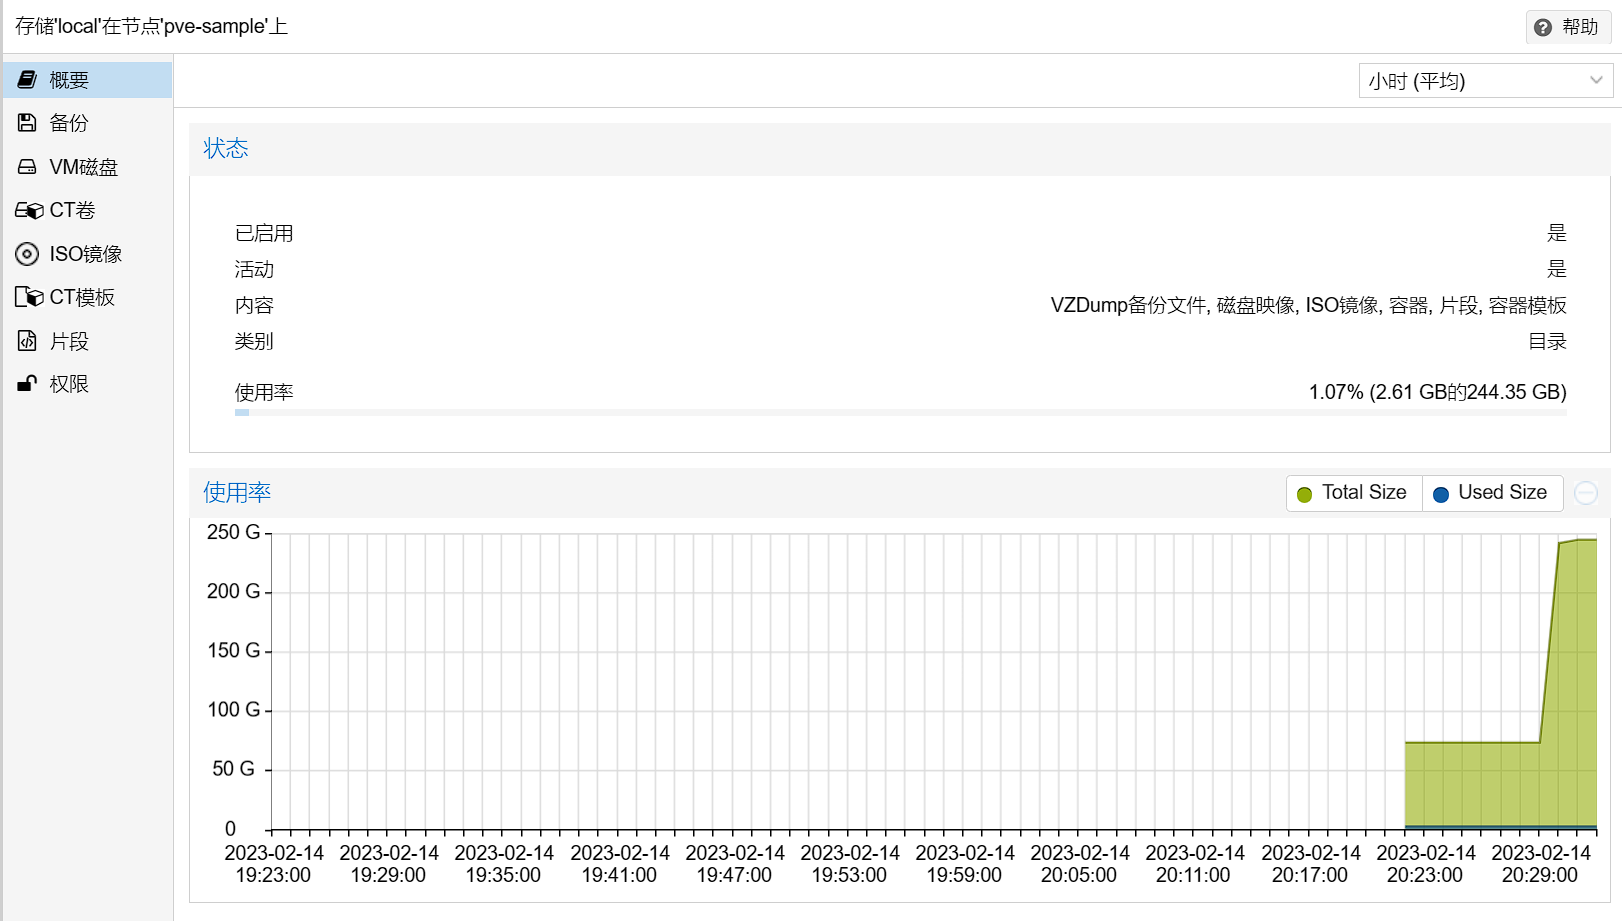 存储'local'在节点'pve-sample'上
帮助
概要
备份
VM磁盘
CT卷
ISO镜像
CT模板
片段
权限
小时 (平均)
状态
已启用 是
活动 是
内容 VZDump备份文件, 磁盘映像, ISO镜像, 容器, 片段, 容器模板
类别 目录
使用率 1.07% (2.61 GB的244.35 GB)
使用率
Total Size Used Size
250 G
200 G
150 G
100 G
50 G
0
2023-02-14 2023-02-14 2023-02-14 2023-02-14 2023-02-14 2023-02-14 2023-02-14 2023-02-14 2023-02-14 2023-02-14 2023-02-14 2023-02-14
19:23:00 19:29:00 19:35:00 19:41:00 19:47:00 19:53:00 19:59:00 20:05:00 20:11:00 20:17:00 20:23:00 20:29:00